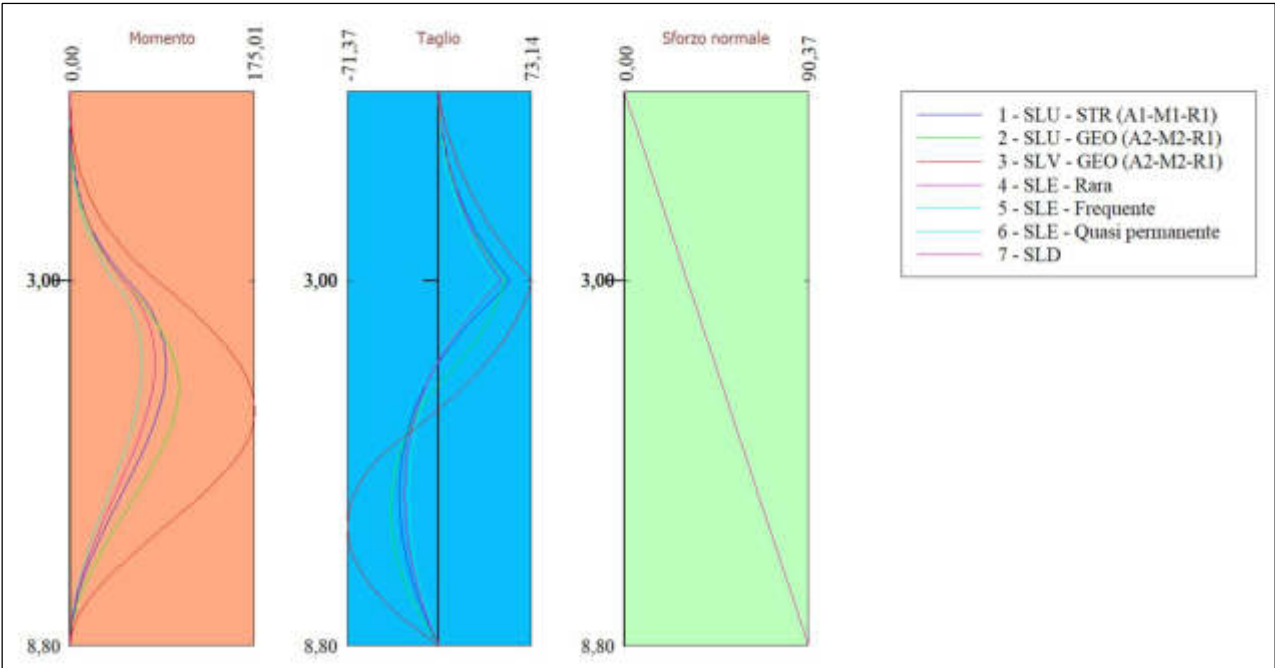 Momento
Taglio
Sforzo normale
0,00
175,01
-71,37
73,14
0,00
90,37
1 - SLU - STR (A1-M1-R1)
2 - SLU - GEO (A2-M2-R1)
3 - SLV - GEO (A2-M2-R1)
4 - SLE - Rara
5 - SLE - Frequente
6 - SLE - Quasi permanente
7 - SLD
3,00
3,00
3,00
8,80
8,80
8,80